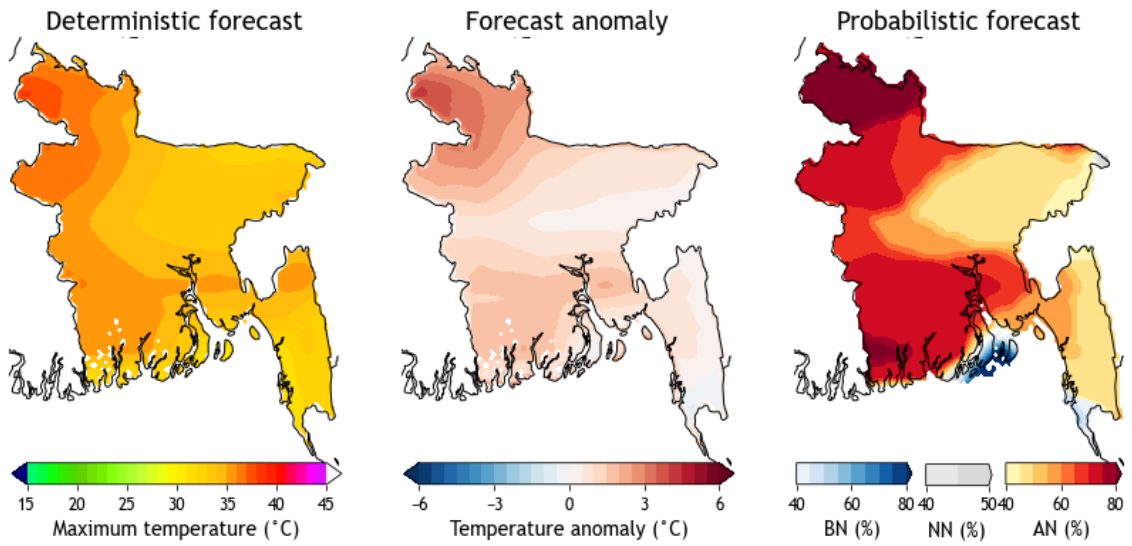 Deterministic forecast
Forecast anomaly
Probabilistic forecast
15 20 25 30 35 40 45
Maximum temperature (˚C)
−6 −3 0 3 6
Temperature anomaly (˚C)
40 60 80
BN (%)
40 50
NN (%)
40 60 80
AN (%)